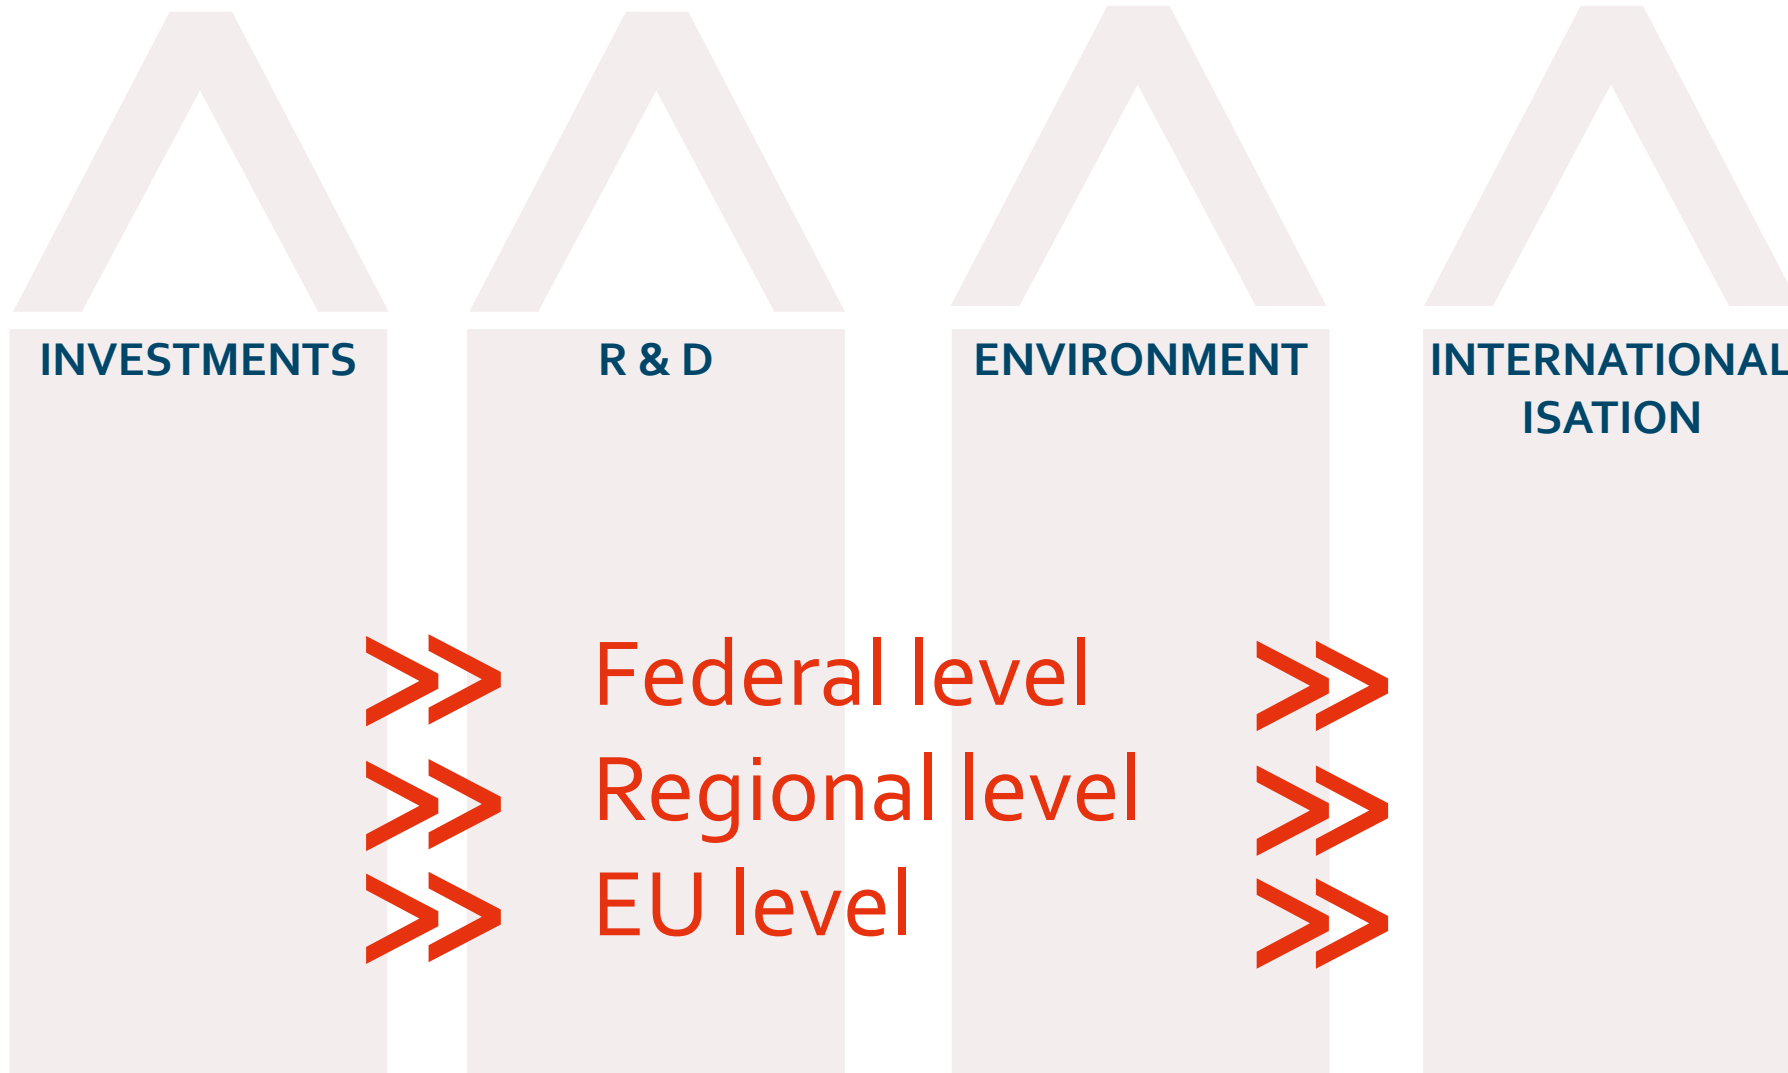 INVESTMENTS
R & D
ENVIRONMENT
INTERNATIONAL
ISATION
Federal level
Regional level
EU level